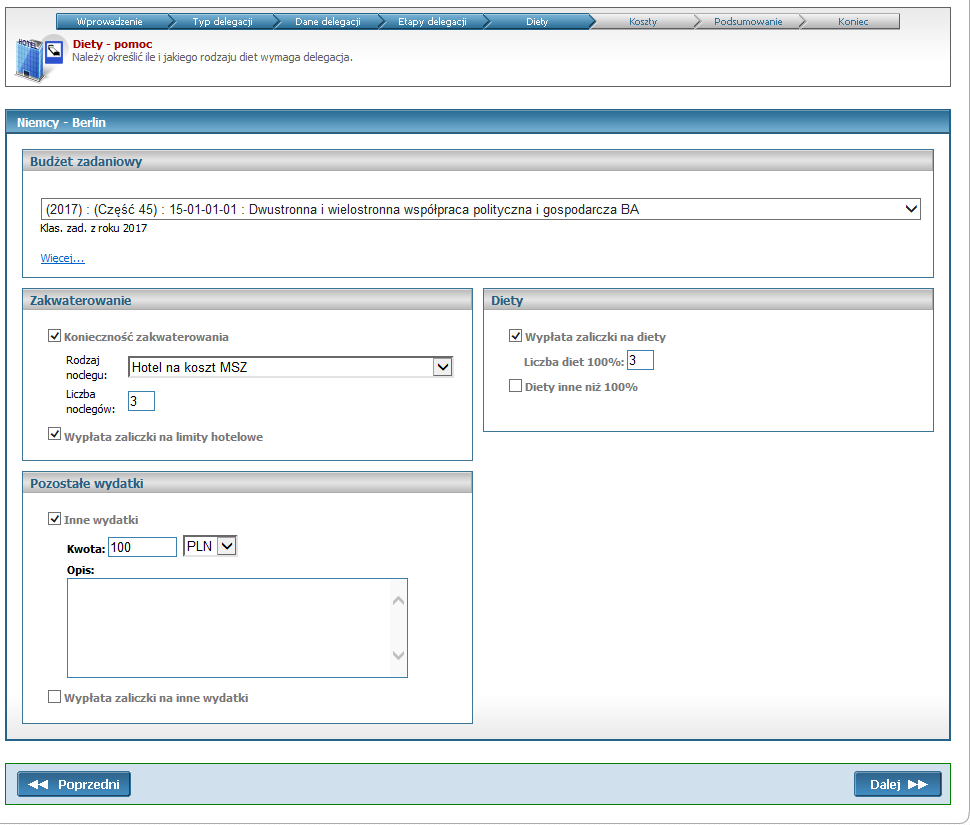 Wprowadzenie Typ delegacji Dane delegacji Etapy delegacji Diety Koszty Podsumowanie Koniec
HOTEL
Diety - pomoc
Należy określić ile i jakiego rodzaju diet wymaga delegacja.
Niemcy - Berlin
Budżet zadaniowy
(2017) : (Część 45) : 15-01-01-01 : Dwustronna i wielostronna współpraca polityczna i gospodarcza BA
Klas. zad. z roku 2017
Więcej...
Zakwaterowanie
Konieczność zakwaterowania
Rodzaj
noclegu:
Hotel na koszt MSZ
Liczba
noclegów:
3
Wypłata zaliczki na limity hotelowe
Diety
Wypłata zaliczki na diety
Liczba diet 100%: 3
Diety inne niż 100%
Pozostałe wydatki
Inne wydatki
Kwota: 100 PLN
Opis:
Wypłata zaliczki na inne wydatki
Poprzedni
Dalej